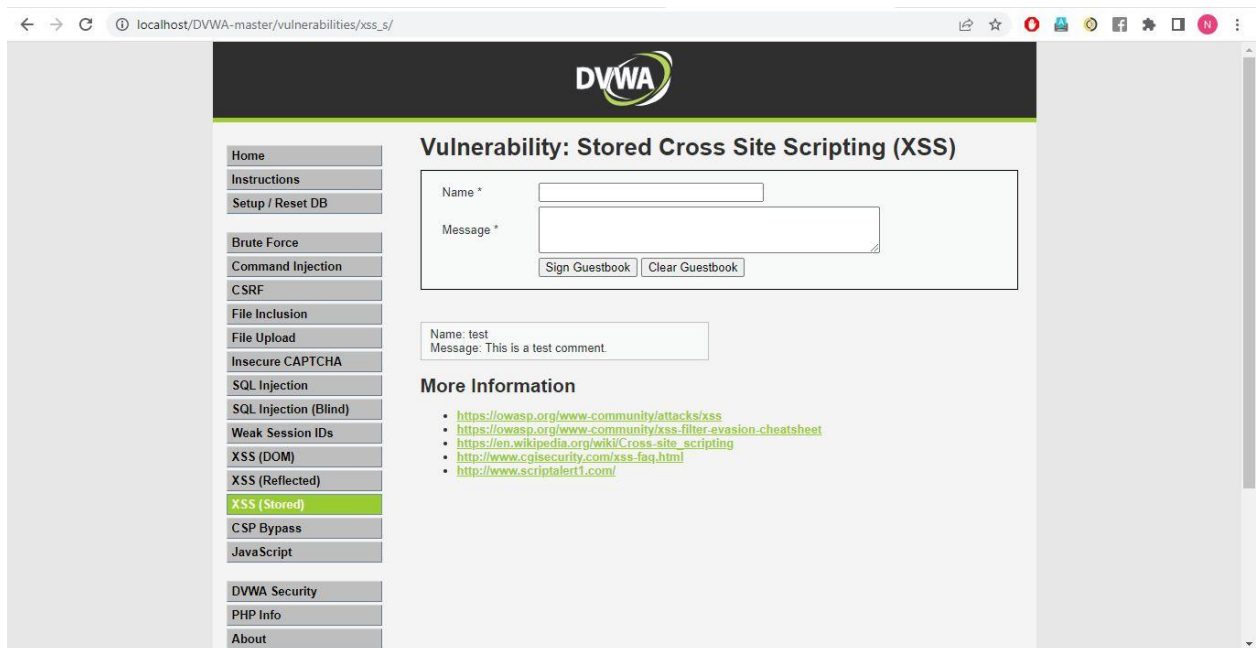 localhost/DVWA-master/vulnerabilities/xss_s/
N
DVWA
Home
Instructions
Setup / Reset DB
Brute Force
Command Injection
CSRF
File Inclusion
File Upload
Insecure CAPTCHA
SQL Injection
SQL Injection (Blind)
Weak Session IDs
XSS (DOM)
XSS (Reflected)
XSS (Stored)
CSP Bypass
JavaScript
DVWA Security
PHP Info
About
Vulnerability: Stored Cross Site Scripting (XSS)
Name *
Message *
Sign Guestbook Clear Guestbook
Name: test
Message: This is a test comment.
More Information
https://owasp.org/www-community/attacks/xss
https://owasp.org/www-community/xss-filter-evasion-cheatsheet
https://en.wikipedia.org/wiki/Cross-site_scripting
http://www.cgisecurity.com/xss-faq.html
http://www.scriptalert1.com/